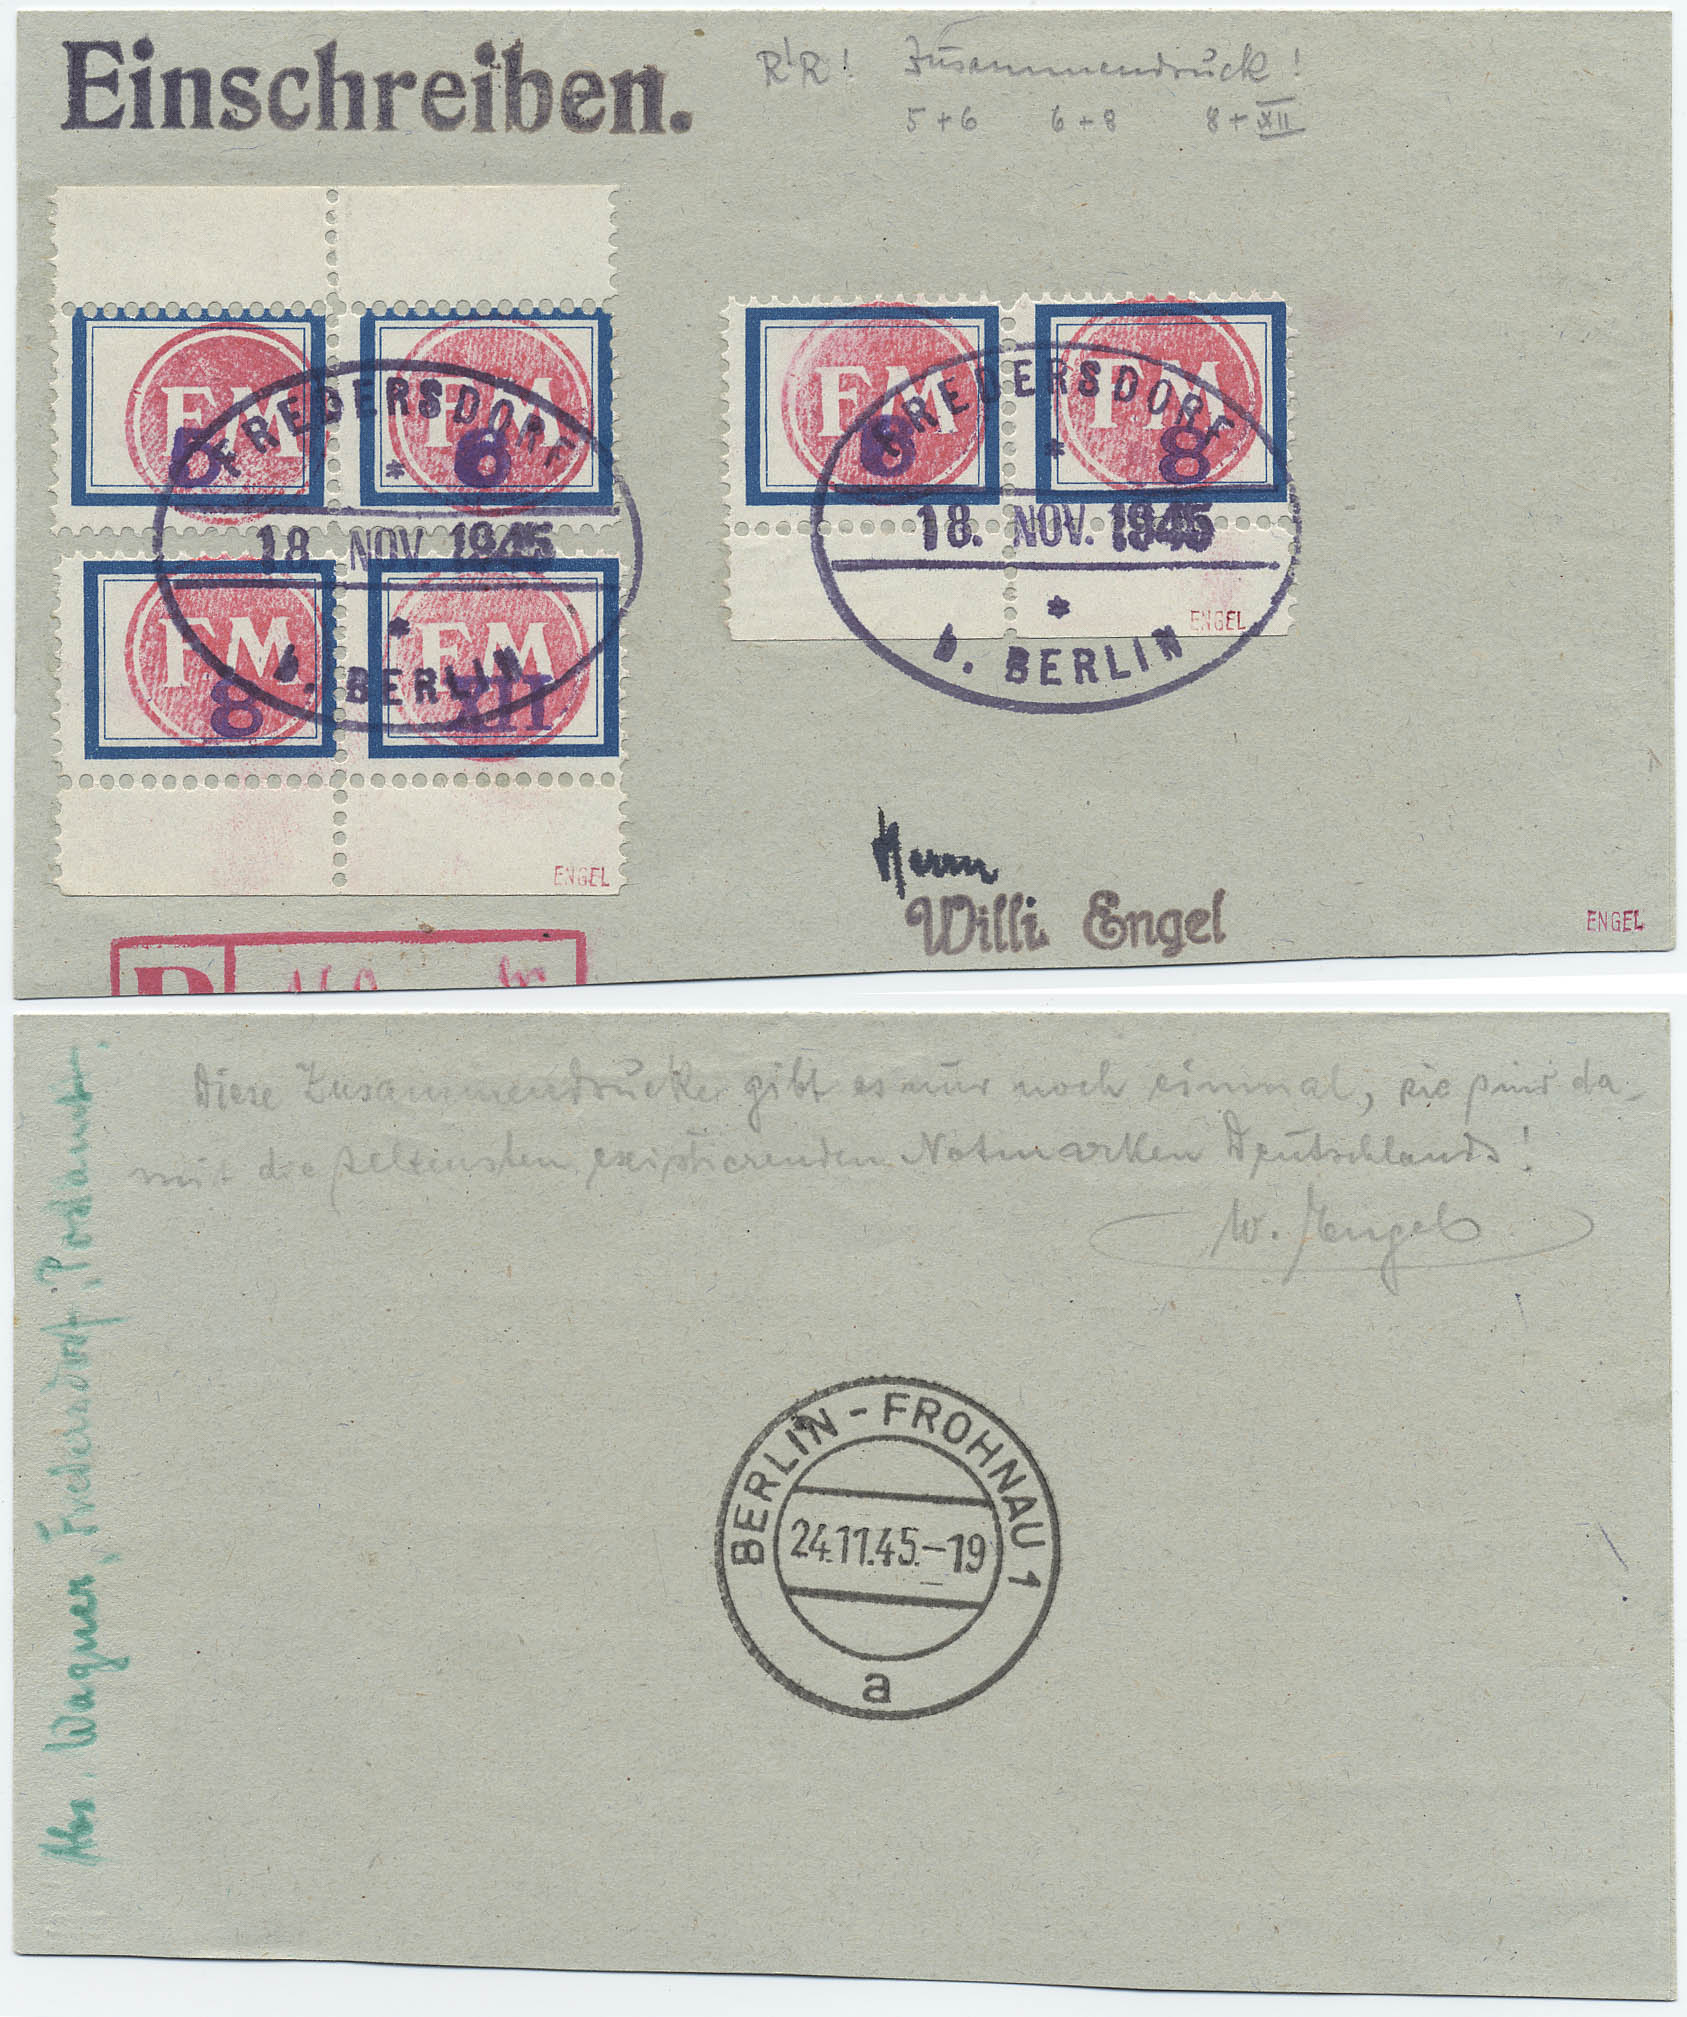 Einschreiben.
R!R! Zusammendruck!
5+6 6+8 8+XII
FM FM
5 6
FREDERSDORF
18. NOV. 1945
b. BERLIN
FM FM
8 XII
ENGEL
FM FM
6 8
FREDERSDORF
18. NOV. 1945
b. BERLIN
ENGEL
Herrn
Willi Engel
ENGEL
R 160
Diese Zusammendrucke gibt es nur noch einmal, sie sind da-
mit die seltensten existierenden Notmarken Deutschlands!
W. Engel
Abs. Wagner, Fredersdorf, Postamt.
BERLIN-FROHNAU 1
24.11.45.-19
a